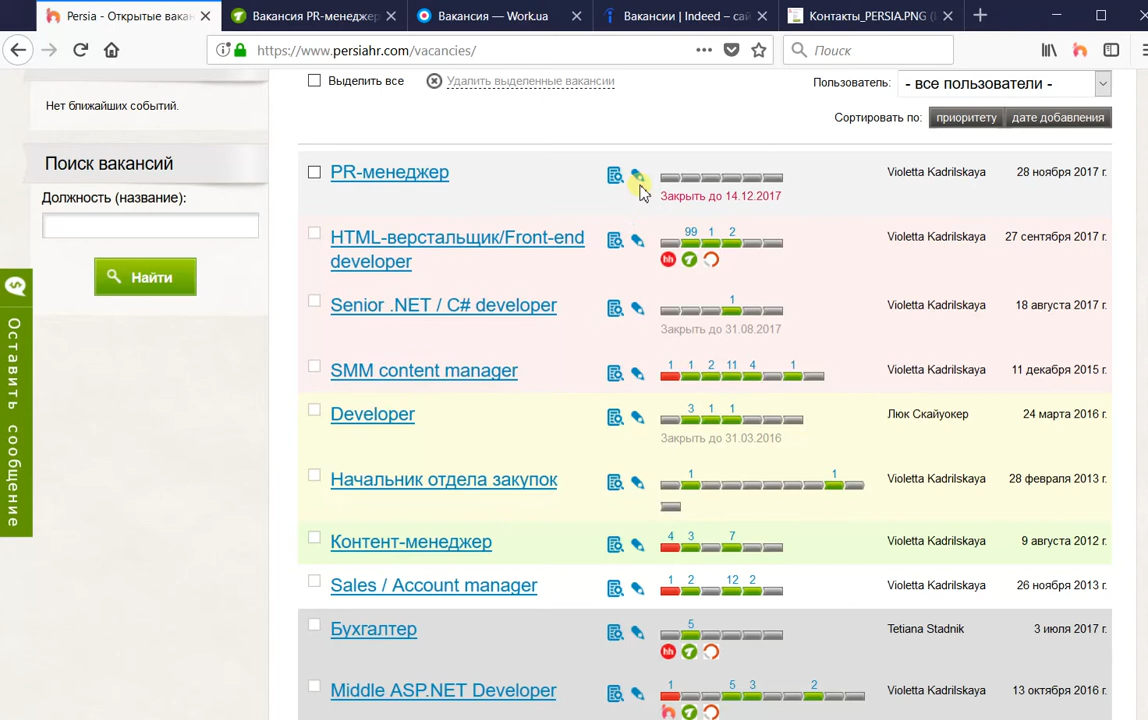 Persia - Открытые вакан
Вакансия PR-менеджер
Вакансия — Work.ua
Вакансии | Indeed – сай
Контакты_PERSIA.PNG (
https://www.persiahr.com/vacancies/
Поиск
Нет ближайших событий.
Поиск вакансий
Должность (название):
Найти
Оставить сообщение
Выделить все
Удалить выделенные вакансии
Пользователь:
- все пользователи -
Сортировать по:
приоритету
дате добавления
PR-менеджер
Закрыть до 14.12.2017
Violetta Kadrilskaya
28 ноября 2017 г.
HTML-верстальщик/Front-end
developer
99 1 2
hh
Violetta Kadrilskaya
27 сентября 2017 г.
Senior .NET / C# developer
1
Закрыть до 31.08.2017
Violetta Kadrilskaya
18 августа 2017 г.
SMM content manager
1 1 2 11 4 1
Violetta Kadrilskaya
11 декабря 2015 г.
Developer
3 1 1
Закрыть до 31.03.2016
Люк Скайуокер
24 марта 2016 г.
Начальник отдела закупок
1 1
Violetta Kadrilskaya
28 февраля 2013 г.
Контент-менеджер
4 3 7
Violetta Kadrilskaya
9 августа 2012 г.
Sales / Account manager
1 2 12 2
Violetta Kadrilskaya
26 ноября 2013 г.
Бухгалтер
5
hh
Tetiana Stadnik
3 июля 2017 г.
Middle ASP.NET Developer
1 5 3 2
Violetta Kadrilskaya
13 октября 2016 г.